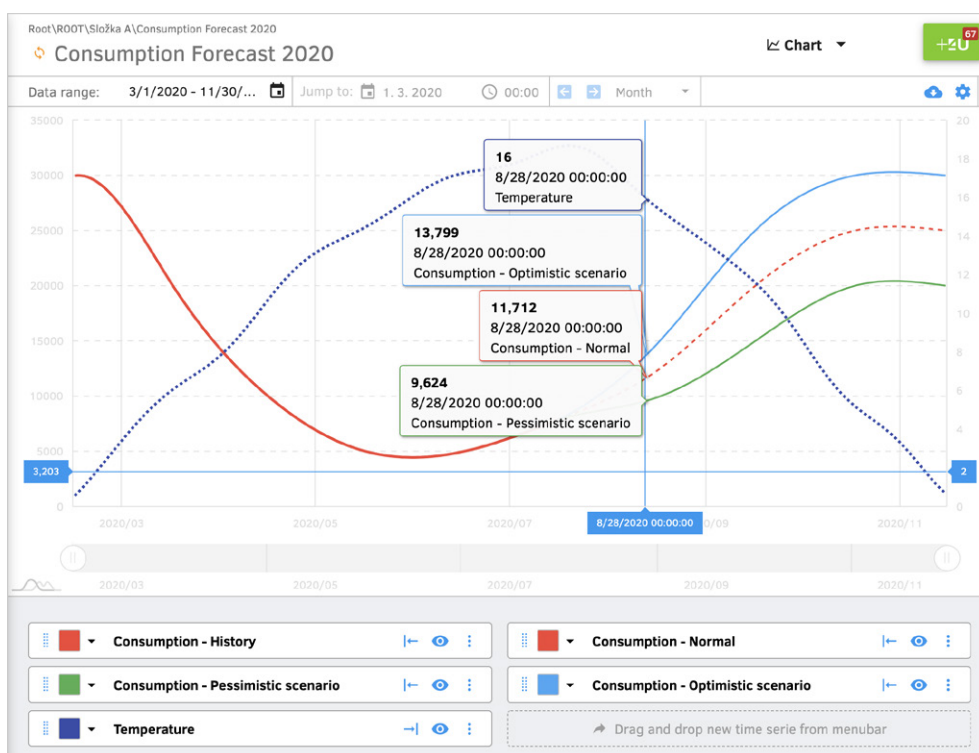 Root\ROOT\Složka A\Consumption Forecast 2020
Consumption Forecast 2020
Chart
67
Data range:
3/1/2020 - 11/30/...
Jump to:
1. 3. 2020
00:00
Month
35000
20
30000
18
25000
16
20000
14
15000
10
10000
8
5000
6
0
4
0
16
8/28/2020 00:00:00
Temperature
13,799
8/28/2020 00:00:00
Consumption - Optimistic scenario
11,712
8/28/2020 00:00:00
Consumption - Normal
9,624
8/28/2020 00:00:00
Consumption - Pessimistic scenario
3,203
2
2020/03
2020/05
2020/07
8/28/2020 00:00:00
0/09
2020/11
2020/03
2020/05
2020/07
2020/09
2020/11
Consumption - History
Consumption - Normal
Consumption - Pessimistic scenario
Consumption - Optimistic scenario
Temperature
Drag and drop new time serie from menubar